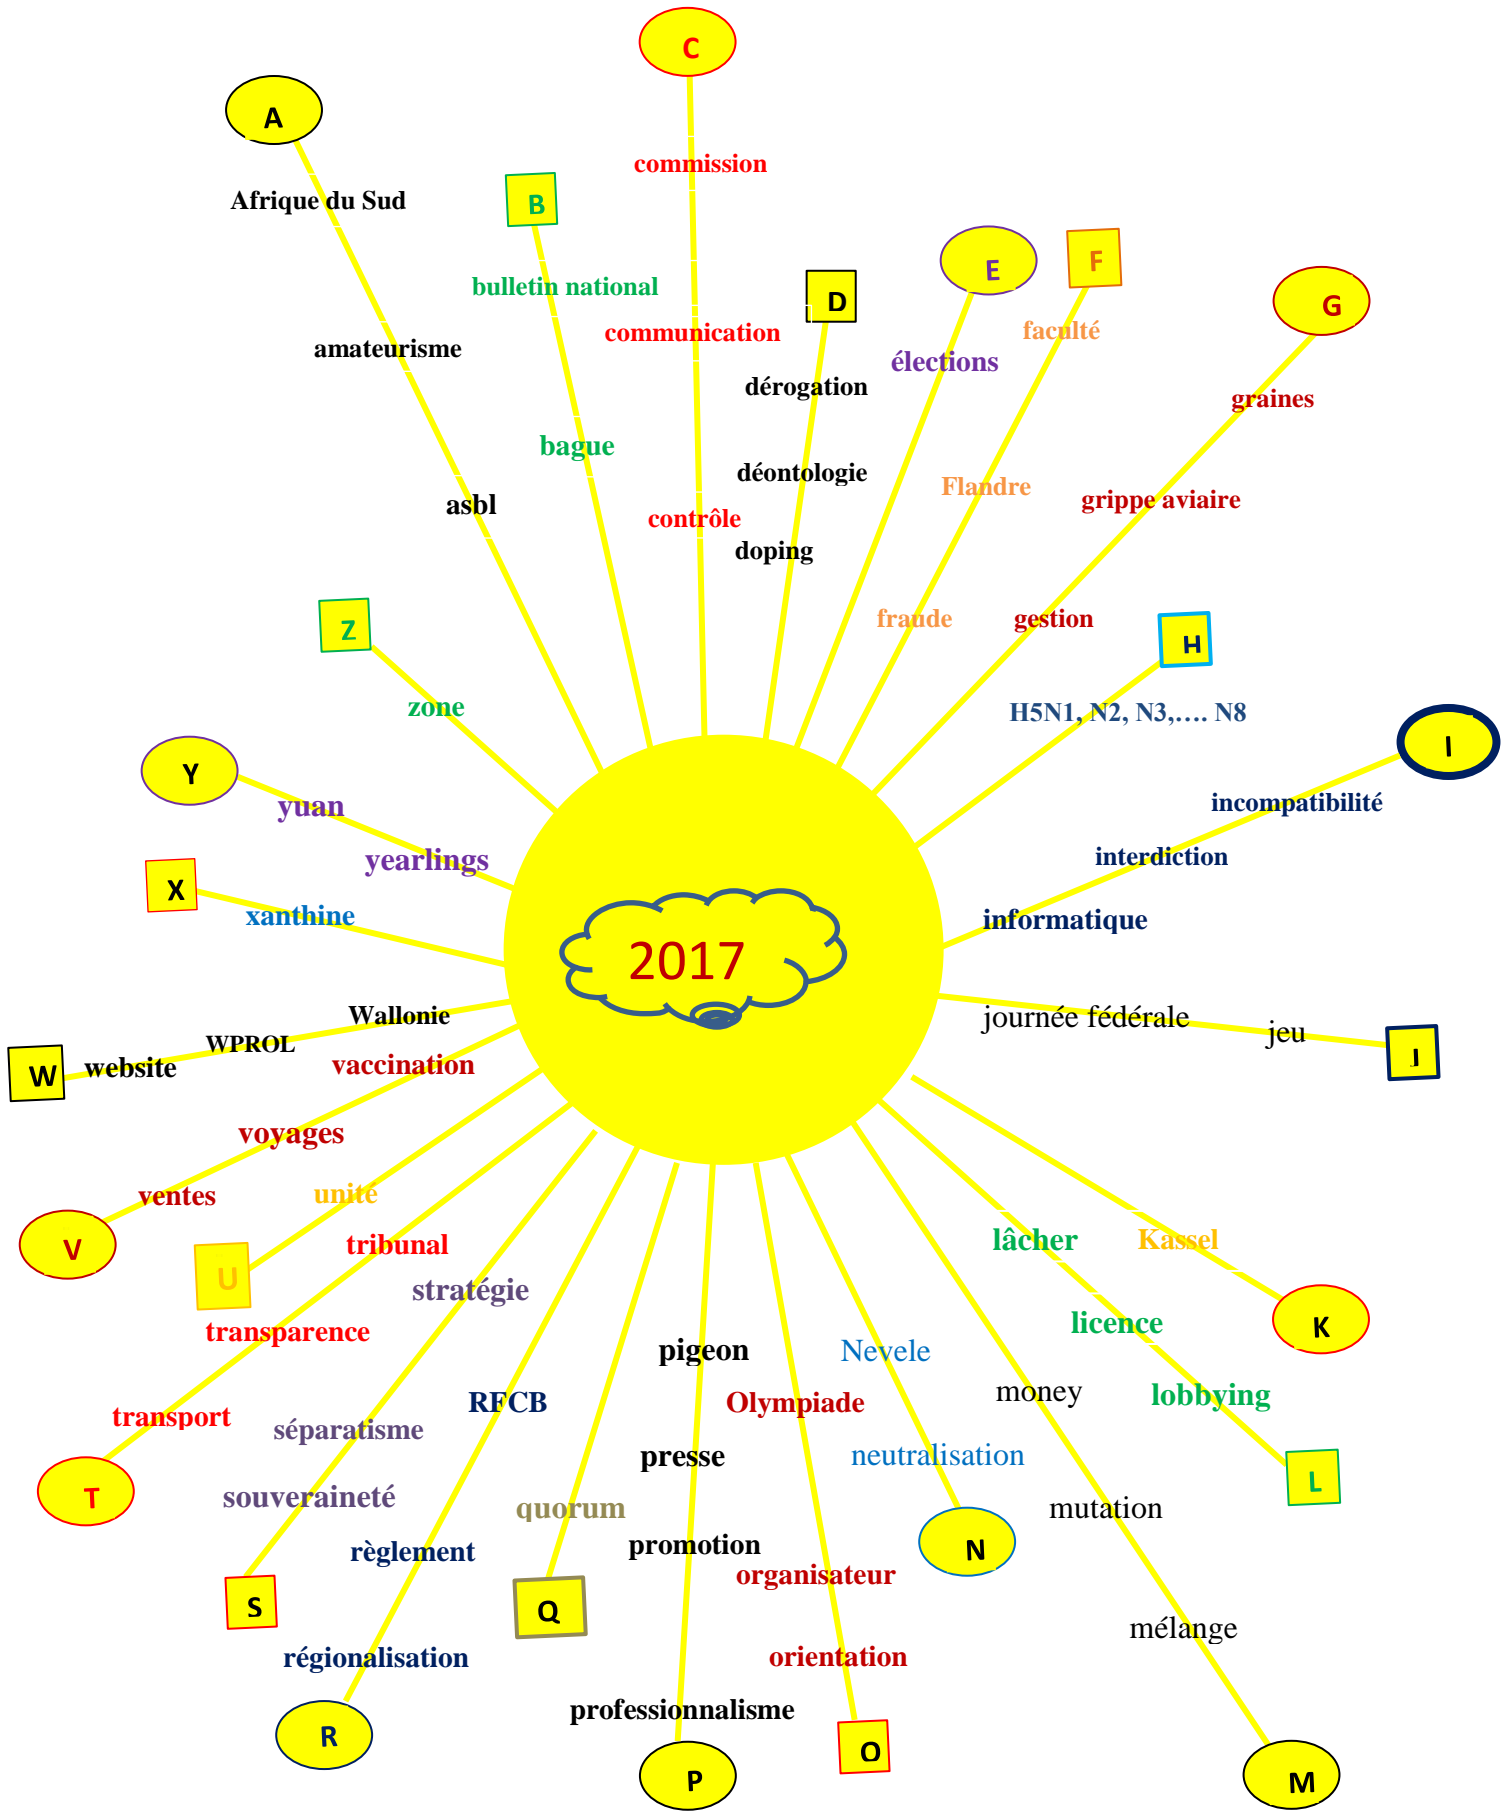 C
commission
communication
contrôle
A
Afrique du Sud
amateurisme
asbl
B
bulletin national
bague
D
dérogation
déontologie
doping
E
élections
F
faculté
Flandre
fraude
G
graines
grippe aviaire
gestion
H
H5N1, N2, N3,…. N8
I
incompatibilité
interdiction
informatique
journée fédérale
jeu
J
Kassel
K
lâcher
licence
lobbying
L
money
mutation
mélange
M
Nevele
neutralisation
N
Olympiade
organisateur
orientation
O
pigeon
presse
promotion
professionnalisme
P
quorum
Q
RFCB
règlement
régionalisation
R
stratégie
séparatisme
souveraineté
S
tribunal
transparence
transport
T
unité
U
vaccination
voyages
ventes
V
Wallonie
WPROL
website
W
xanthine
X
Y
yuan
yearlings
Z
zone
2017